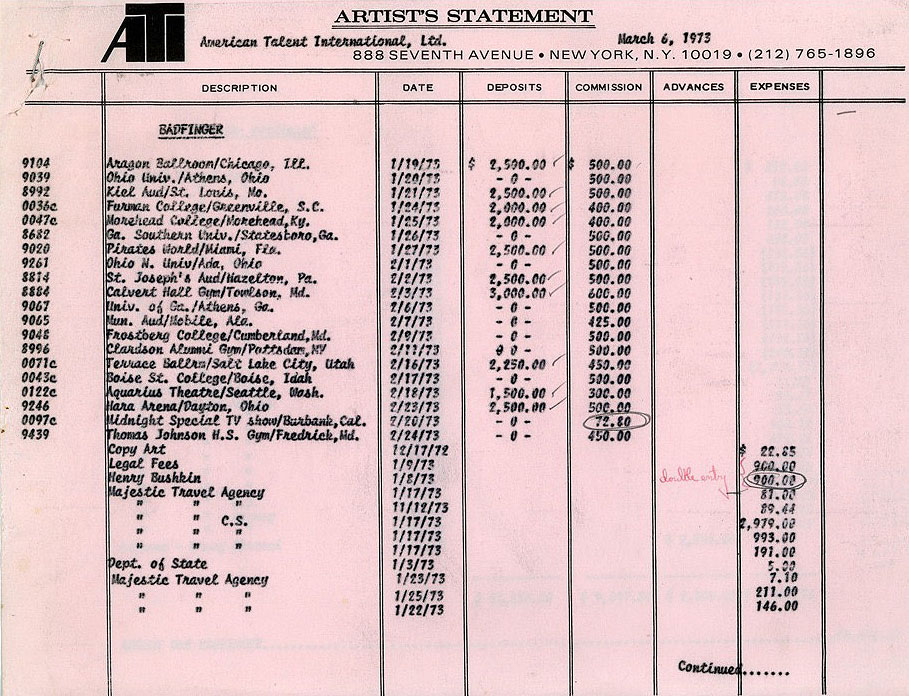 ATI
ARTIST'S STATEMENT
American Talent International, Ltd. March 6, 1973
888 SEVENTH AVENUE • NEW YORK, N.Y. 10019 • (212) 765-1896
DESCRIPTION DATE DEPOSITS COMMISSION ADVANCES EXPENSES
BADFINGER
9104 Aragon Ballroom/Chicago, Ill. 1/19/73 $ 2,500.00 $ 500.00
9039 Ohio Univ./Athens, Ohio 1/20/73 - 0 - 500.00
8992 Kiel Aud/St. Louis, Mo. 1/21/73 2,500.00 500.00
0036c Furman College/Greenville, S.C. 1/24/73 2,000.00 400.00
0047c Morehead College/Morehead,Ky. 1/25/73 2,000.00 400.00
8682 Ga. Southern Univ./Statesboro,Ga. 1/26/73 - 0 - 500.00
9020 Pirates World/Miami, Fla. 1/27/73 2,500.00 500.00
9261 Ohio N. Univ/Ada, Ohio 2/1/73 - 0 - 500.00
8814 St. Joseph's Aud/Hazelton, Pa. 2/2/73 2,500.00 500.00
8884 Calvert Hall Gym/Towlson, Md. 2/3/73 3,000.00 600.00
9067 Univ. of Ga./Athens, Ga. 2/6/73 - 0 - 500.00
9065 Mun. Aud/Mobile, Ala. 2/7/73 - 0 - 425.00
9048 Frostberg College/Cumberland,Md. 2/9/73 - 0 - 500.00
8996 Clardson Alumni Gym/Pottsdam,NY 2/11/73 0 - 500.00
0071c Terrace Ballrm/Salt Lake City, Utah 2/16/73 2,250.00 450.00
0043c Boise St. College/Boise, Idah 2/17/73 - 0 - 500.00
0122c Aquarius Theatre/Seattle, Wash. 2/18/73 1,500.00 300.00
9246 Hara Arena/Dayton, Ohio 2/23/73 2,500.00 500.00
0097c Midnight Special TV show/Burbank,Cal. 2/20/73 - 0 - 72.80
9439 Thomas Johnson H.S. Gym/Fredrick,Md. 2/24/73 - 0 - 450.00
Copy Art 12/17/72 $ 22.85
Legal Fees 1/9/73 900.00
Henry Bushkin 1/8/73 double entry 900.00
Majestic Travel Agency 1/17/73 81.00
" " " 11/12/73 89.44
" " C.S. " 1/17/73 2,979.00
" " " 1/17/73 993.00
" " " 1/17/73 191.00
Dept. of State 1/3/73 5.00
Majestic Travel Agency 1/23/73 7.10
" " " 1/25/73 211.00
" " " 1/22/73 146.00
Continued.......